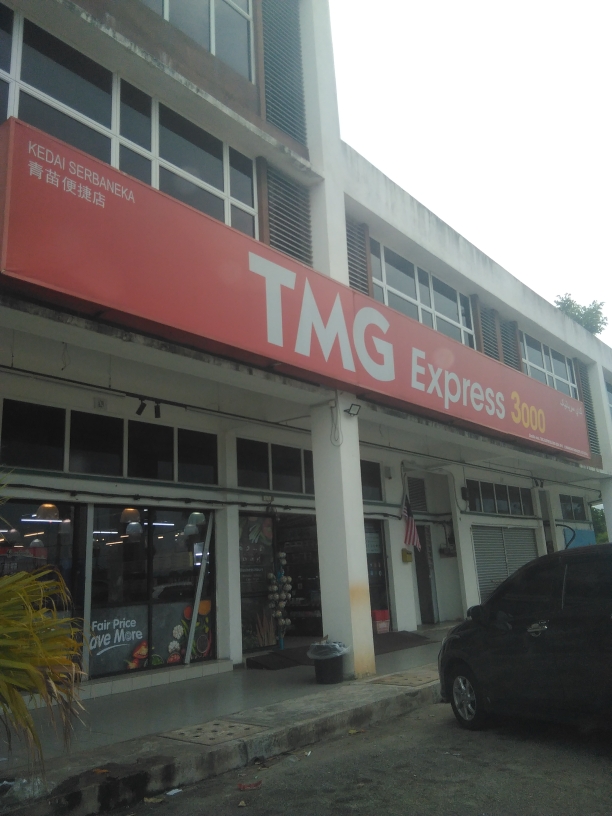 KEDAI SERBANEKA
青苗便捷店
TMG Express 3000
Fair Price
ave More